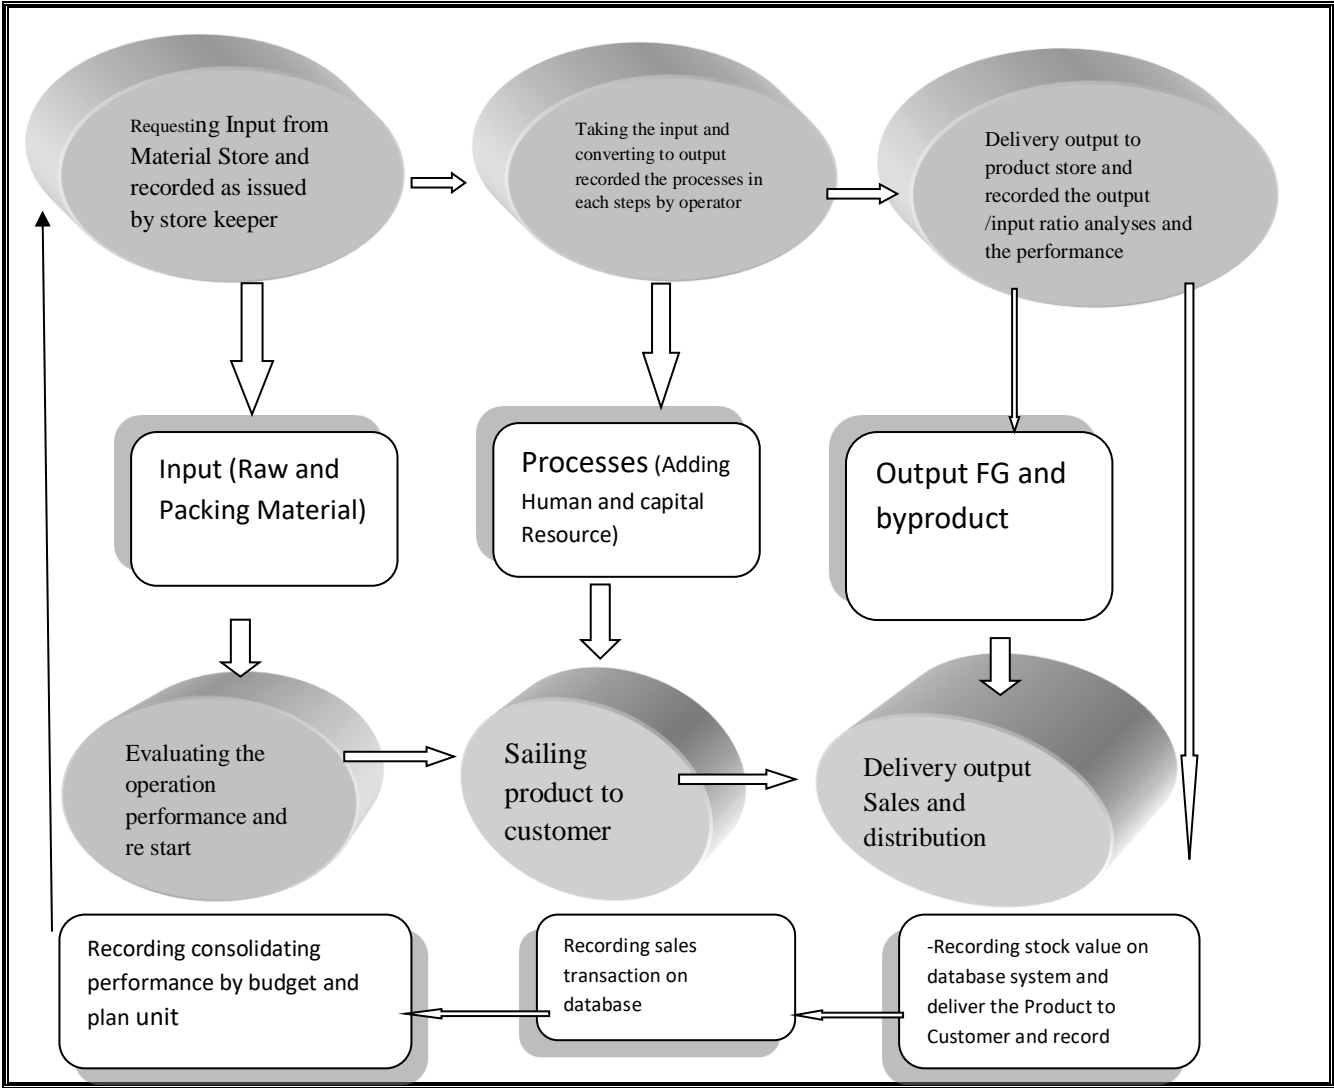 Requesting Input from
Material Store and
recorded as issued
by store keeper
Taking the input and
converting to output
recorded the processes in
each steps by operator
Delivery output to
product store and
recorded the output
/input ratio analyses and
the performance
Input (Raw and
Packing Material)
Processes (Adding
Human and capital
Resource)
Output FG and
byproduct
Evaluating the
operation
performance and
re start
Sailing
product to
customer
Delivery output
Sales and
distribution
Recording consolidating
performance by budget and
plan unit
Recording sales
transaction on
database
-Recording stock value on
database system and
deliver the Product to
Customer and record